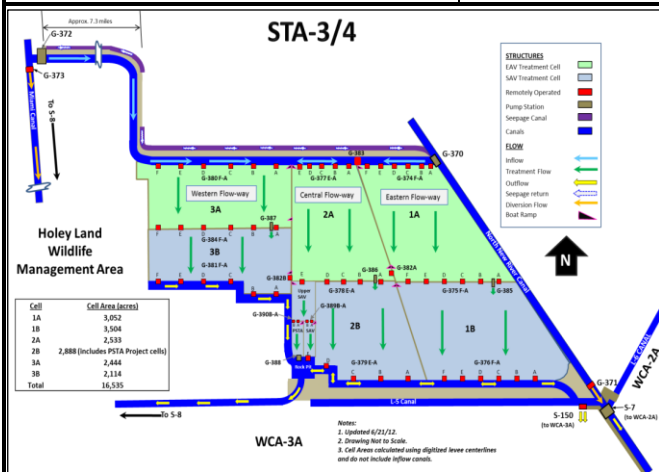 Approx. 7.3 miles
STA-3/4
G-372
G-373
Miami Canal
To S-8
STRUCTURES
EAV Treatment Cell
SAV Treatment Cell
Remotely Operated
Pump Station
Seepage Canal
Canals
FLOW
Inflow
Treatment Flow
Outflow
Seepage return
Diversion Flow
Boat Ramp
G-383
G-370
F E D C B A
E D C B A
F E D C B A
G-380 F-A
G-377 E-A
G-374 F-A
Western Flow-way
Central Flow-way
Eastern Flow-way
3A
2A
1A
G-387
North New River Canal
N
Holey Land
Wildlife
Management Area
F E D C B A
G-384 F-A
3B
G-381 F-A
F E D C B A
G-382B
G-386
G-382A
E D C B A
F E D C B A
G-378 E-A
G-375 F-A
G-385
Upper
SAV
G-390B-A
G-389B-A
PSTA
SAV
2B
1B
Cell Cell Area (acres)
1A 3,052
1B 3,504
2A 2,533
2B 2,888 (includes PSTA Project cells)
3A 2,444
3B 2,114
Total 16,535
G-388
G-379 E-A
G-376 F-A
D
C B A
F E D C B A
L-6 CANAL
WCA-2A
G-371
S-7
(to WCA-2A)
L-5 Canal
S-150
(to WCA-3A)
To S-8
WCA-3A
Notes:
1. Updated 6/21/12.
2. Drawing Not to Scale.
3. Cell Areas calculated using digitized levee centerlines
and do not include inflow canals.